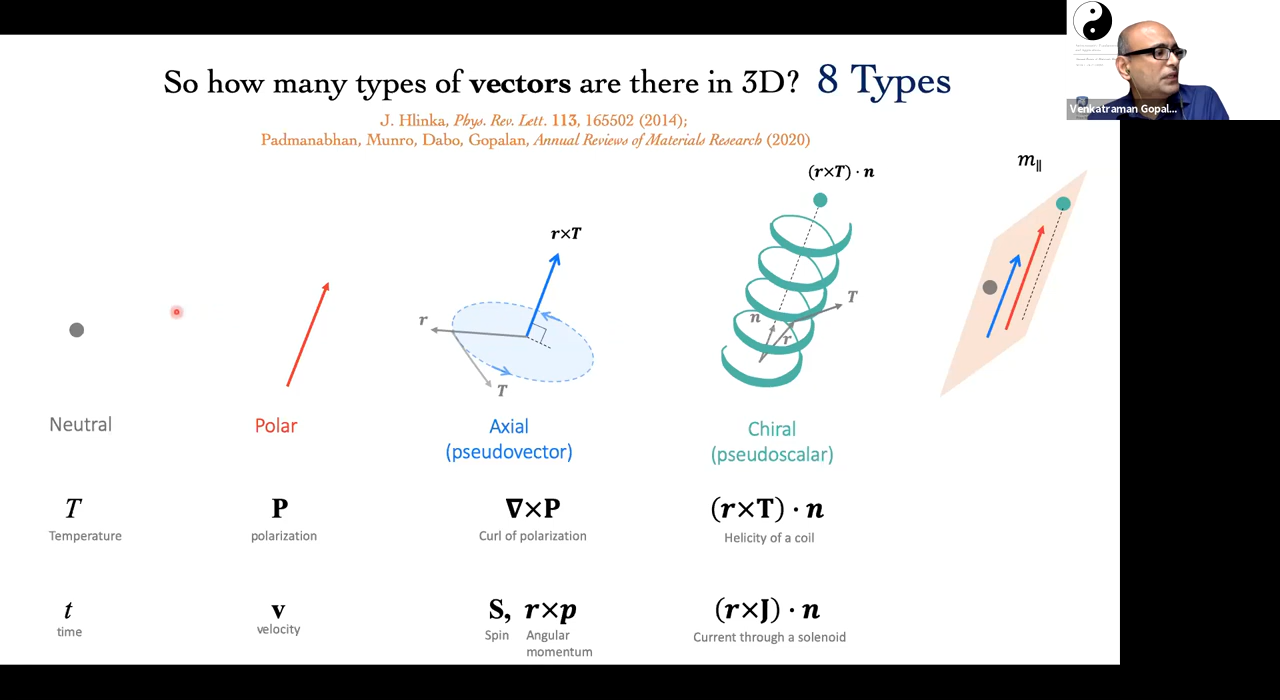 So how many types of vectors are there in 3D? 8 Types
J. Hlinka, Phys. Rev. Lett. 113, 165502 (2014);
Padmanabhan, Munro, Dabo, Gopalan, Annual Reviews of Materials Research (2020)
Venkatraman Gopal...
(r×T)·n
m∥
r×T
r
T
n
r
T
Neutral
Polar
Axial
(pseudovector)
Chiral
(pseudoscalar)
T
P
∇×P
(r×T)·n
Temperature
polarization
Curl of polarization
Helicity of a coil
t
v
S, r×p
(r×J)·n
time
velocity
Spin
Angular
momentum
Current through a solenoid